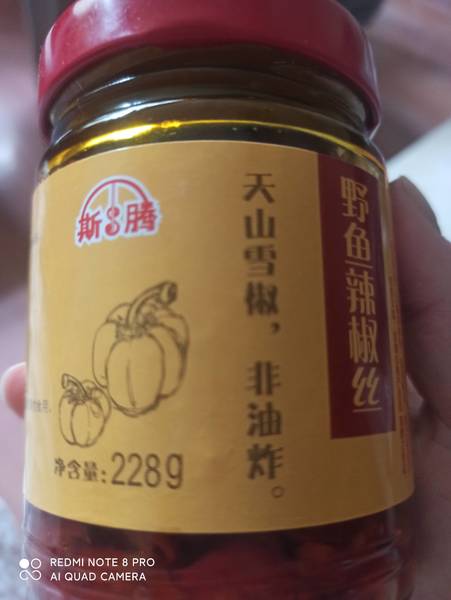 野鱼辣椒丝
天山雪椒，非油炸。
斯腾
净含量:228g
REDMI NOTE 8 PRO
AI QUAD CAMERA